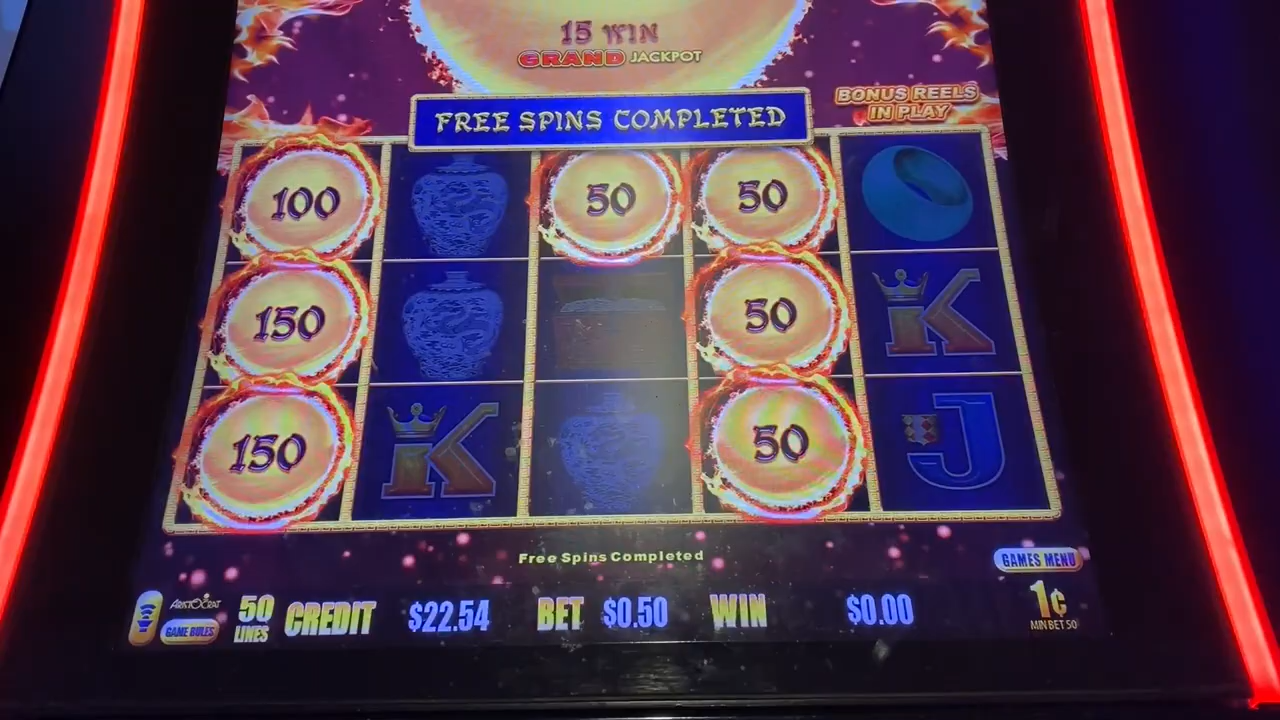 15 WIN
GRAND JACKPOT
BONUS REELS
IN PLAY
FREE SPINS COMPLETED
100
50
50
150
50
K
150
K
50
J
Free Spins Completed
GAMES MENU
ARISTOCRAT
GAME RULES
50
LINES
CREDIT $22.54
BET $0.50
WIN $0.00
1¢
MIN BET 50